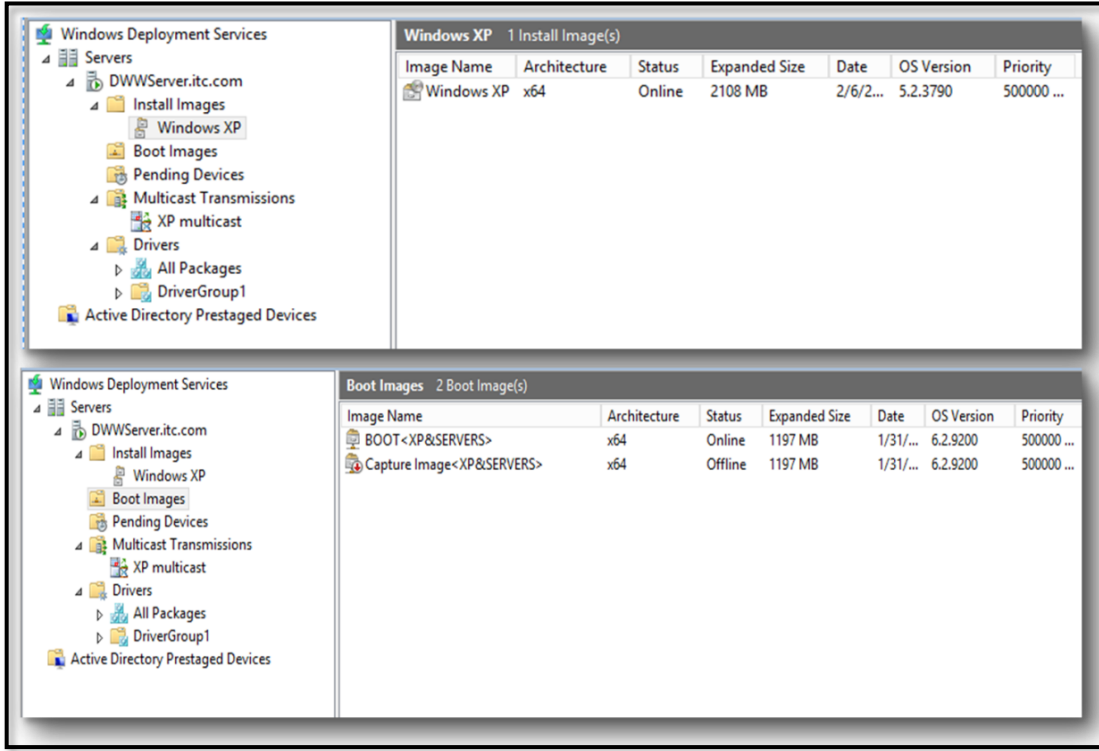 Windows Deployment Services
Servers
DWWServer.itc.com
Install Images
Windows XP
Boot Images
Pending Devices
Multicast Transmissions
XP multicast
Drivers
All Packages
DriverGroup1
Active Directory Prestaged Devices
Windows XP 1 Install Image(s)
Image Name Architecture Status Expanded Size Date OS Version Priority
Windows XP x64 Online 2108 MB 2/6/2... 5.2.3790 500000 ...
Windows Deployment Services
Servers
DWWServer.itc.com
Install Images
Windows XP
Boot Images
Pending Devices
Multicast Transmissions
XP multicast
Drivers
All Packages
DriverGroup1
Active Directory Prestaged Devices
Boot Images 2 Boot Image(s)
Image Name Architecture Status Expanded Size Date OS Version Priority
BOOT<XP&SERVERS> x64 Online 1197 MB 1/31/... 6.2.9200 500000 ...
Capture Image<XP&SERVERS> x64 Offline 1197 MB 1/31/... 6.2.9200 500000 ...